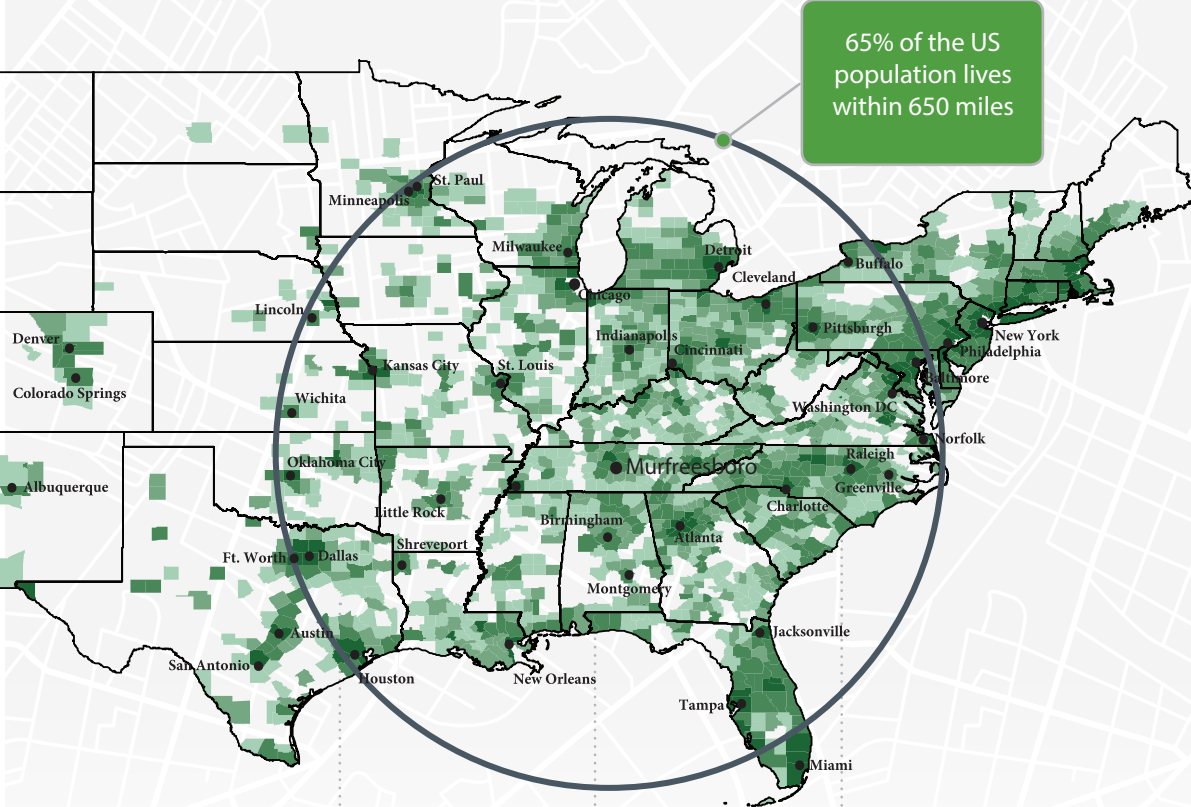 65% of the US
population lives
within 650 miles
St. Paul
Minneapolis
Milwaukee
Detroit
Buffalo
Cleveland
Chicago
Lincoln
Denver
Indianapolis
Pittsburgh
New York
Cincinnati
Philadelphia
Kansas City
St. Louis
Baltimore
Colorado Springs
Wichita
Washington DC
Norfolk
Oklahoma City
Murfreesboro
Raleigh
Albuquerque
Greenville
Little Rock
Charlotte
Birmingham
Atlanta
Shreveport
Ft. Worth
Dallas
Montgomery
Austin
Jacksonville
San Antonio
Houston
New Orleans
Tampa
Miami